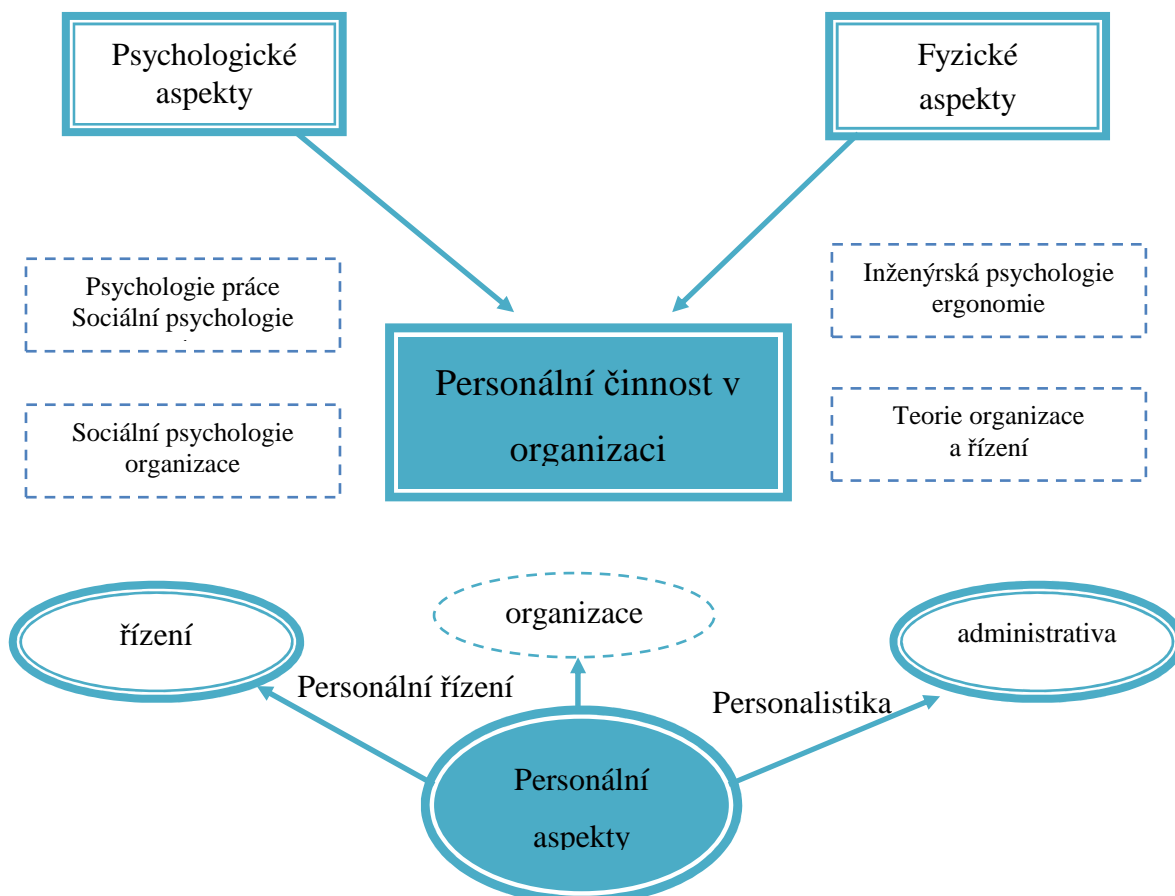 Psychologické
aspekty
Fyzické
aspekty
Psychologie práce
Sociální psychologie
Inženýrská psychologie
ergonomie
Personální činnost v
organizaci
Sociální psychologie
organizace
Teorie organizace
a řízení
řízení
organizace
administrativa
Personální řízení
Personalistika
Personální
aspekty